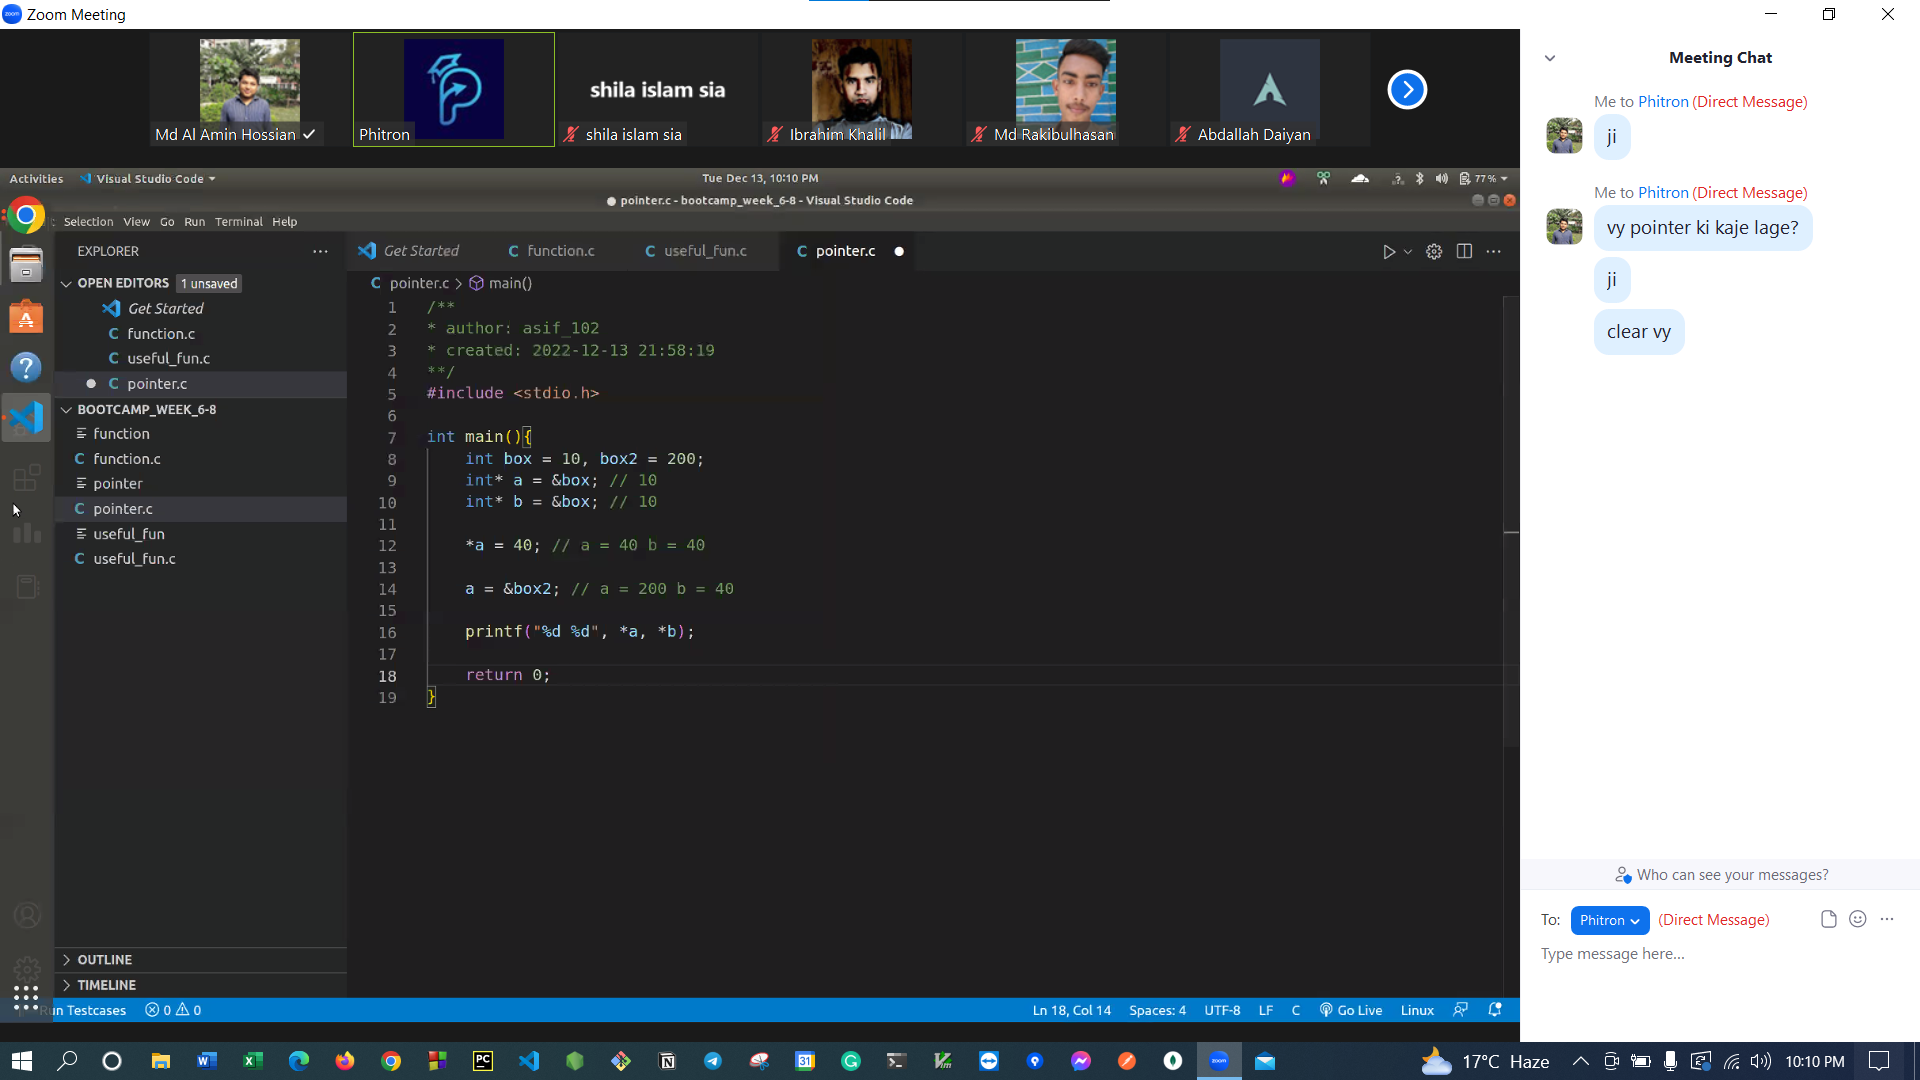 Zoom Meeting
shila islam sia
Md Al Amin Hossian
Phitron
shila islam sia
Ibrahim Khalil
Md Rakibulhasan
Abdallah Daiyan
Activities
Visual Studio Code
Tue Dec 13, 10:10 PM
77 %
● pointer.c - bootcamp_week_6-8 - Visual Studio Code
Selection View Go Run Terminal Help
EXPLORER
OPEN EDITORS 1 unsaved
Get Started
function.c
useful_fun.c
pointer.c
BOOTCAMP_WEEK_6-8
function
C function.c
pointer
C pointer.c
useful_fun
C useful_fun.c
OUTLINE
TIMELINE
Get Started
C function.c
C useful_fun.c
C pointer.c
C pointer.c > main()
1 /**
2 * author: asif_102
3 * created: 2022-12-13 21:58:19
4 **/
5 #include <stdio.h>
6
7 int main(){
8 int box = 10, box2 = 200;
9 int* a = &box; // 10
10 int* b = &box; // 10
11
12 *a = 40; // a = 40 b = 40
13
14 a = &box2; // a = 200 b = 40
15
16 printf("%d %d", *a, *b);
17
18 return 0;
19 }
un Testcases 0 0
Ln 18, Col 14 Spaces: 4 UTF-8 LF C Go Live Linux
Meeting Chat
Me to Phitron (Direct Message)
ji
Me to Phitron (Direct Message)
vy pointer ki kaje lage?
ji
clear vy
Who can see your messages?
To: Phitron (Direct Message)
Type message here...
17°C Haze
10:10 PM